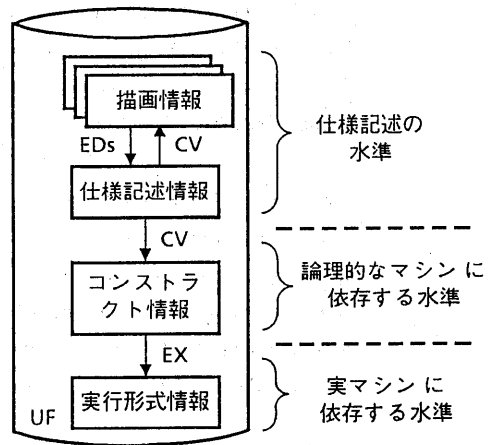 描画情報
EDs
CV
仕様記述情報
CV
コンストラ
クト情報
EX
実行形式情報
UF
仕様記述の
水準
論理的なマシンに
依存する水準
実マシンに
依存する水準